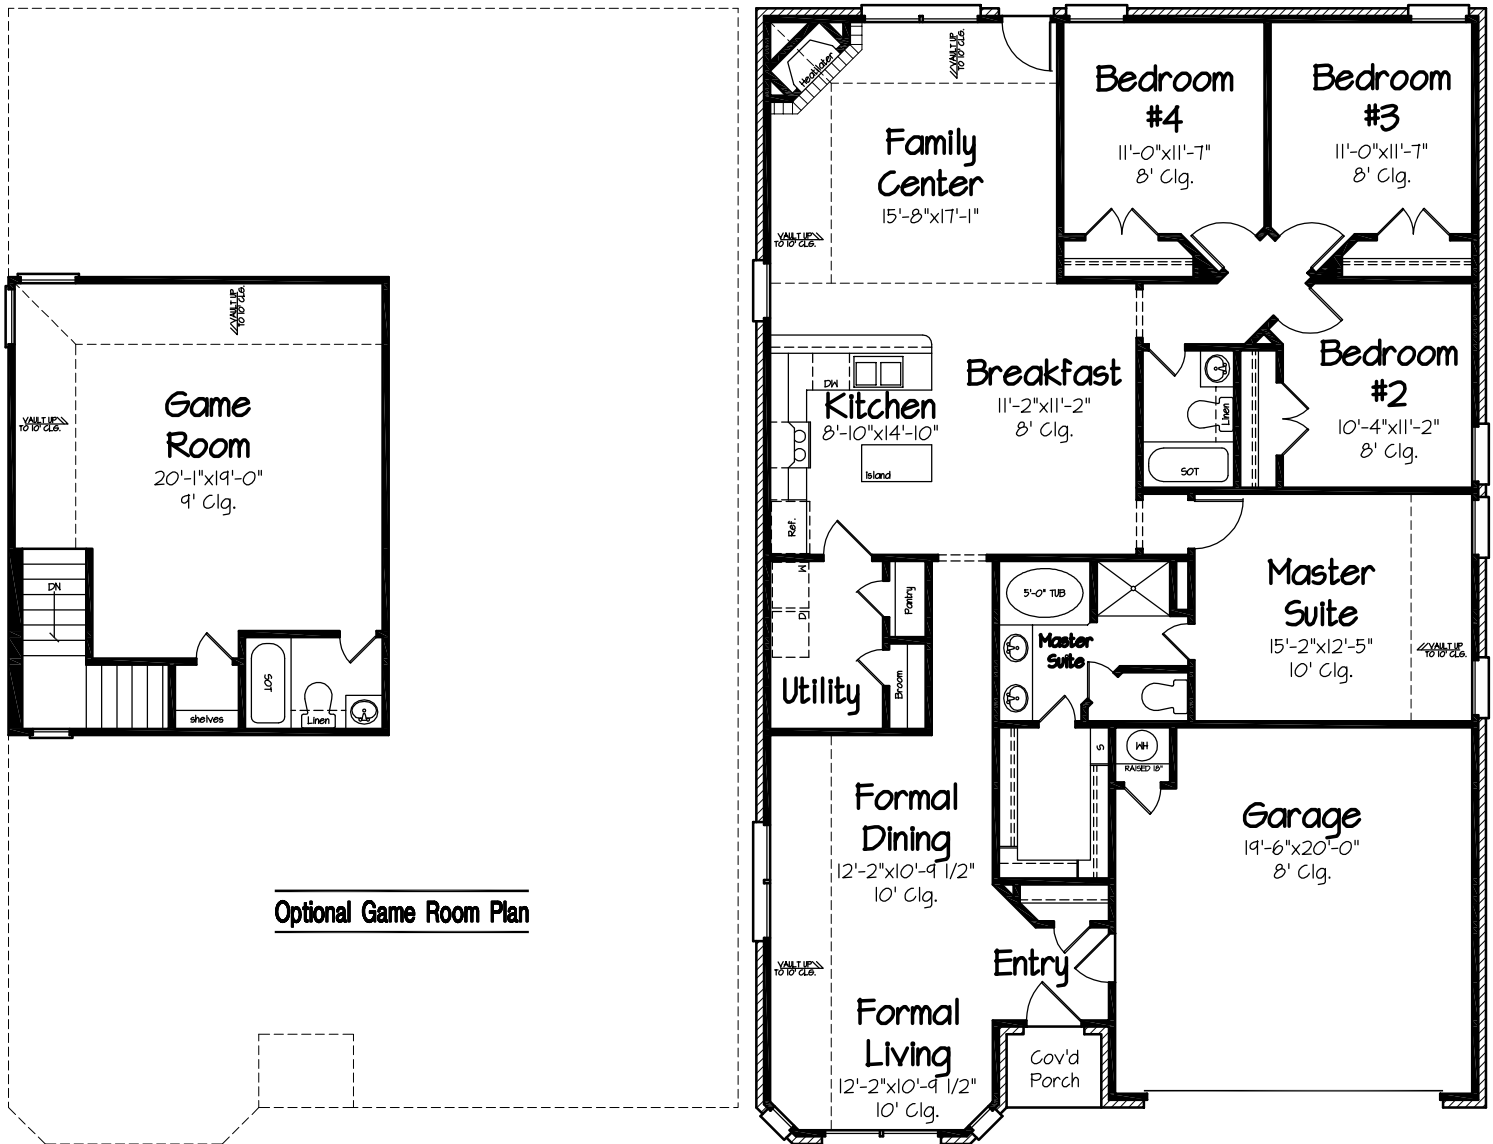 VAULT UP
TO 10' CLG.
Game
Room
20'-1"x19'-0"
9' Clg.
VAULT UP
TO 10' CLG.
DN
shelves
SOT
Linen
Optional Game Room Plan
Heatilater
VAULT UP
TO 10' CLG.
Family
Center
15'-8"x17'-1"
VAULT UP
TO 10' CLG.
Bedroom
#4
11'-0"x11'-7"
8' Clg.
Bedroom
#3
11'-0"x11'-7"
8' Clg.
DW
Kitchen
8'-10"x14'-10"
island
Ref.
Breakfast
11'-2"x11'-2"
8' Clg.
Linen
SOT
Bedroom
#2
10'-4"x11'-2"
8' Clg.
W
D
Utility
Pantry
Broom
5'-0" TUB
Master
Suite
Master
Suite
15'-2"x12'-5"
10' Clg.
VAULT UP
TO 10' CLG.
S
WH
RAISED 18"
Formal
Dining
12'-2"x10'-9 1/2"
10' Clg.
Garage
19'-6"x20'-0"
8' Clg.
VAULT UP
TO 10' CLG.
Entry
Formal
Living
12'-2"x10'-9 1/2"
10' Clg.
Cov'd
Porch